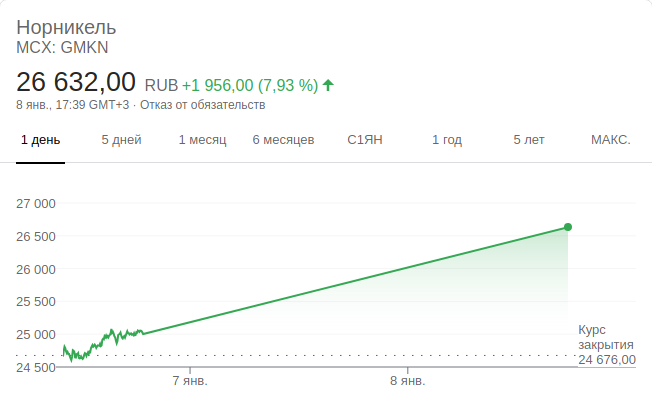 Норникель
MCX: GMKN
26 632,00 RUB +1 956,00 (7,93 %)
8 янв., 17:39 GMT+3 · Отказ от обязательств
1 день 5 дней 1 месяц 6 месяцев С1ЯН 1 год 5 лет МАКС.
27 000
26 500
26 000
25 500
25 000
24 500
Курс
закрытия
24 676,00
7 янв. 8 янв.